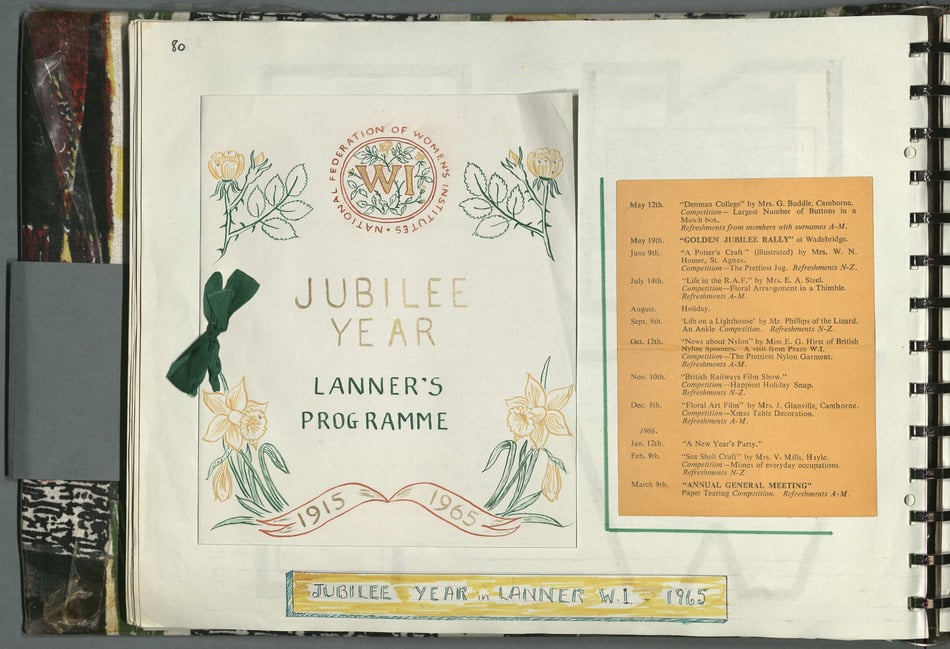 80
NATIONAL FEDERATION OF WOMEN'S INSTITUTES
WI
JUBILEE
YEAR
LANNER'S
PROGRAMME
1915 1965
May 12th. "Denman College" by Mrs. G. Buddle, Camborne.
Competition—Largest Number of Buttons in a
Match box.
Refreshments from members with surnames A-M.
May 19th. "GOLDEN JUBILEE RALLY" at Wadebridge.
June 9th. "A Potter's Craft" (illustrated) by Mrs. W. N.
Homer, St. Agnes.
Competition—The Prettiest Jug. Refreshments N-Z.
July 14th. "Life in the R.A.F." by Mrs. E. A. Steel.
Competition—Floral Arrangement in a Thimble.
Refreshments A-M.
August. Holiday.
Sept. 8th. 'Life on a Lighthouse' by Mr. Phillips of the Lizard.
An Ankle Competition. Refreshments N-Z.
Oct. 13th. "News about Nylon" by Miss E. G. Hirst of British
Nylon Spinners. A visit from Praze W.I.
Competition—The Prettiest Nylon Garment.
Refreshments A-M.
Nov. 10th. "British Railways Film Show."
Competition—Happiest Holiday Snap.
Refreshments N-Z.
Dec. 8th. "Floral Art Film" by Mrs. J. Glanville, Camborne.
Competition—Xmas Table Decoration.
Refreshments A-M.
1966.
Jan. 12th. "A New Year's Party."
Feb. 9th. "Sea Shell Craft" by Mrs. V. Mills, Hayle.
Competition—Mimes of everyday occupations.
Refreshments N-Z
March 9th. "ANNUAL GENERAL MEETING"
Paper Tearing Competition. Refreshments A-M.
JUBILEE YEAR in LANNER W.I. - 1965